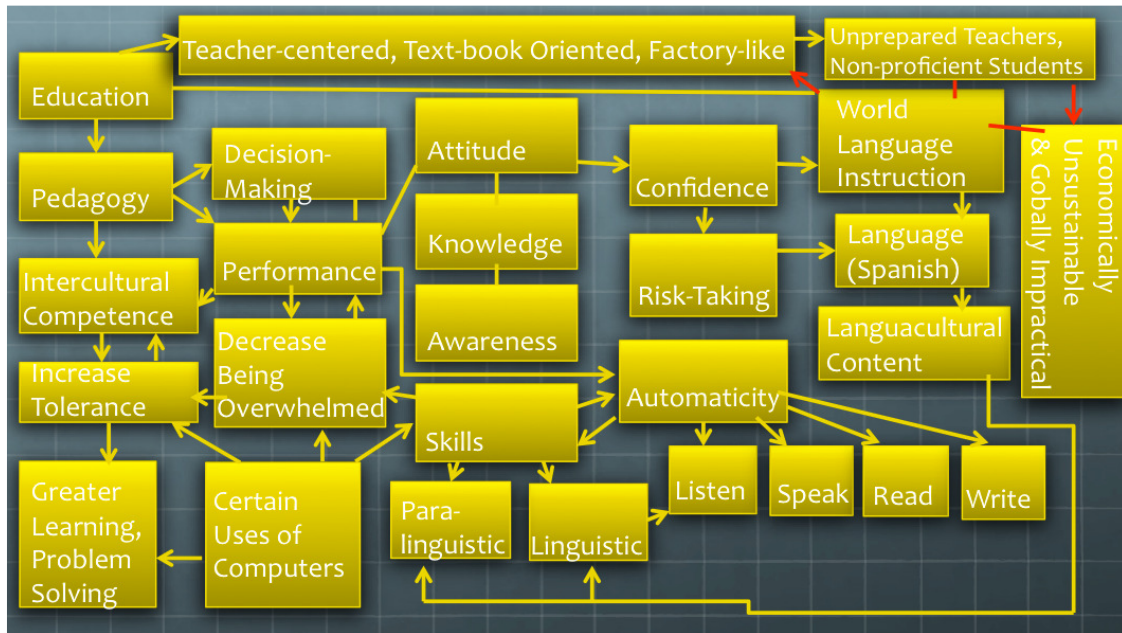 Teacher-centered, Text-book Oriented, Factory-like
Unprepared Teachers,
Non-proficient Students
Education
World
Language
Instruction
Economically
Unsustainable
& Gobally Impractical
Decision-
Making
Attitude
Confidence
Pedagogy
Knowledge
Language
(Spanish)
Performance
Intercultural
Competence
Risk-Taking
Awareness
Languacultural
Content
Decrease
Being
Overwhelmed
Increase
Tolerance
Automaticity
Skills
Greater
Learning,
Problem
Solving
Certain
Uses of
Computers
Para-
linguistic
Linguistic
Listen
Speak
Read
Write